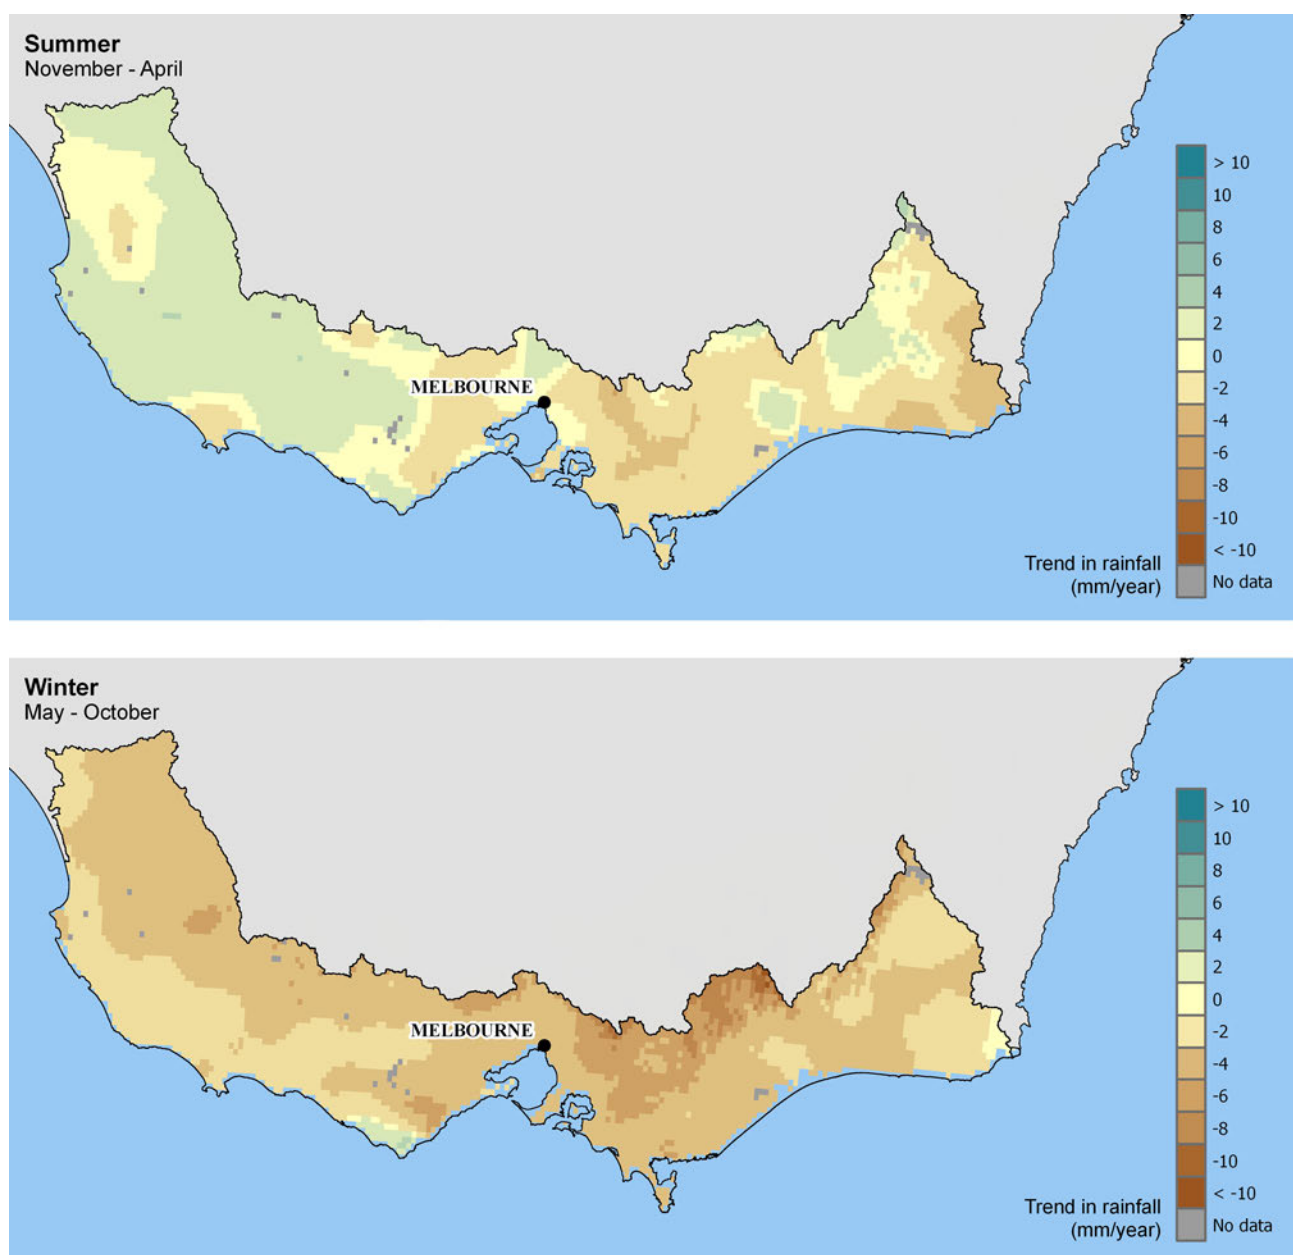 Summer
November - April
MELBOURNE
> 10
10
8
6
4
2
0
-2
-4
-6
-8
-10
< -10
No data
Trend in rainfall
(mm/year)
Winter
May - October
MELBOURNE
> 10
10
8
6
4
2
0
-2
-4
-6
-8
-10
< -10
No data
Trend in rainfall
(mm/year)